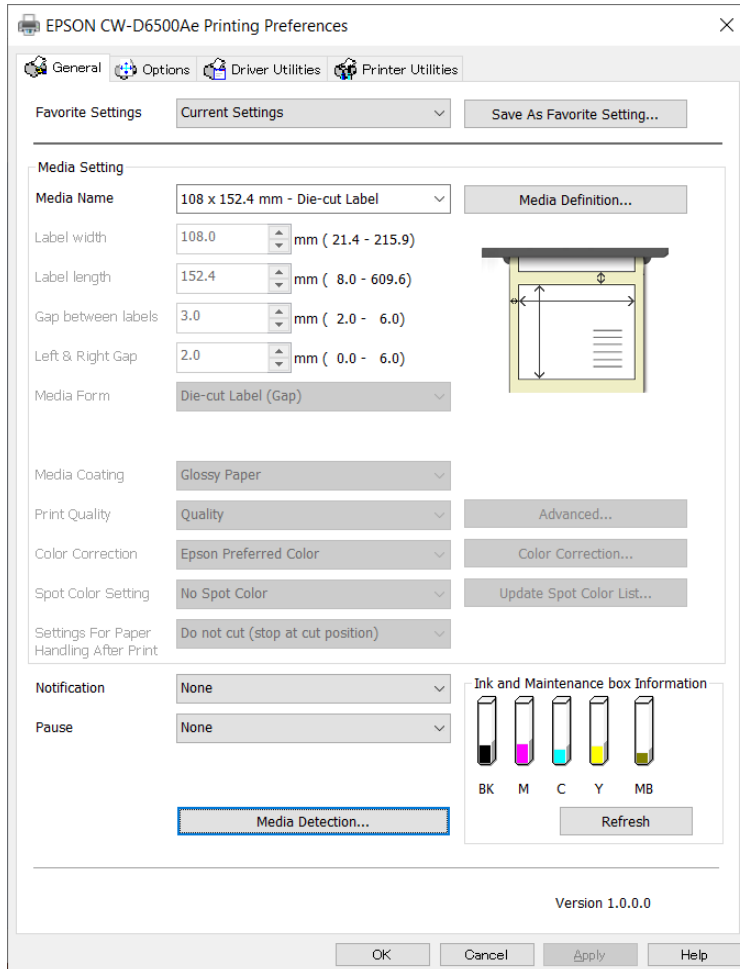 EPSON CW-D6500Ae Printing Preferences
General Options Driver Utilities Printer Utilities
Favorite Settings Current Settings Save As Favorite Setting...
Media Setting
Media Name 108 x 152.4 mm - Die-cut Label Media Definition...
Label width 108.0 mm ( 21.4 - 215.9)
Label length 152.4 mm ( 8.0 - 609.6)
Gap between labels 3.0 mm ( 2.0 - 6.0)
Left & Right Gap 2.0 mm ( 0.0 - 6.0)
Media Form Die-cut Label (Gap)
Media Coating Glossy Paper
Print Quality Quality Advanced...
Color Correction Epson Preferred Color Color Correction...
Spot Color Setting No Spot Color Update Spot Color List...
Settings For Paper
Handling After Print Do not cut (stop at cut position)
Notification None
Pause None
Ink and Maintenance box Information
BK M C Y MB
Media Detection... Refresh
Version 1.0.0.0
OK Cancel Apply Help